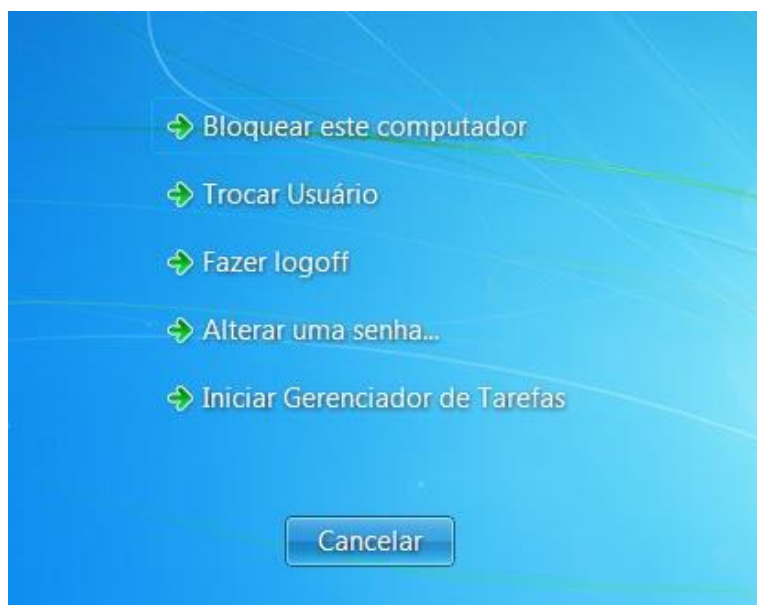 Bloquear este computador
Trocar Usuário
Fazer logoff
Alterar uma senha...
Iniciar Gerenciador de Tarefas
Cancelar